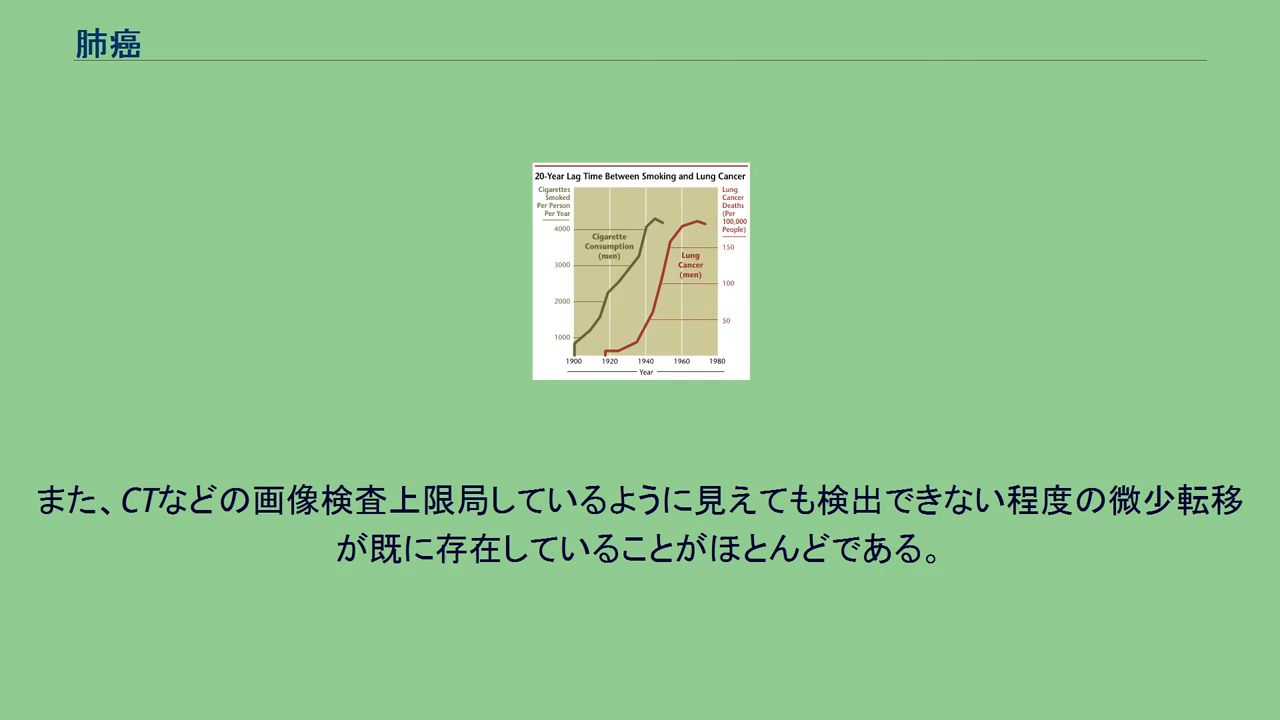 肺癌
20-Year Lag Time Between Smoking and Lung Cancer
Cigarettes
Smoked
Per Person
Per Year
Lung
Cancer
Deaths
(Per
100,000
People)
4000
3000
2000
1000
Cigarette
Consumption
(men)
Lung
Cancer
(men)
150
100
50
1900 1920 1940 1960 1980
Year
また、CTなどの画像検査上限局しているように見えても検出できない程度の微少転移
が既に存在していることがほとんどである。